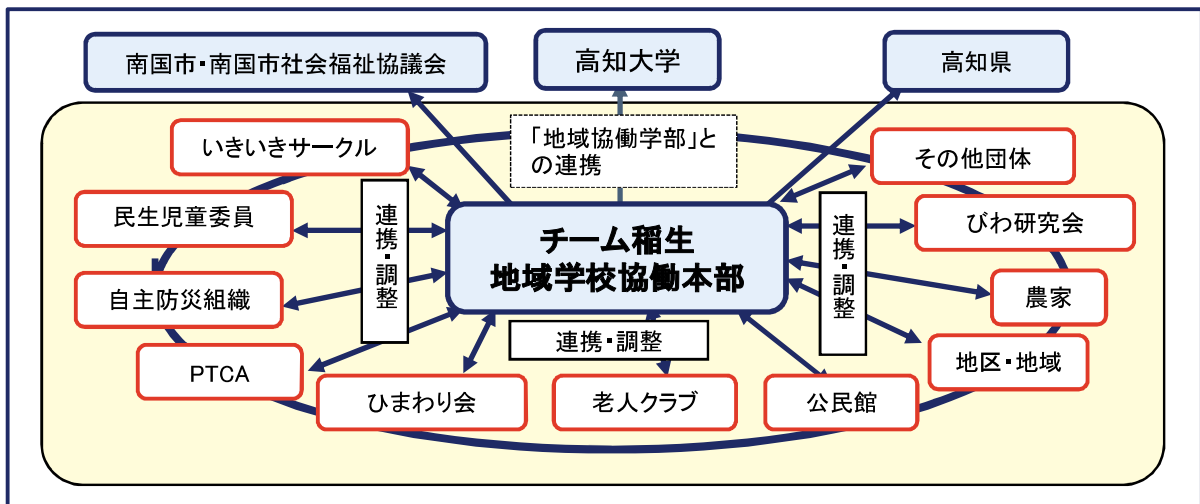 南国市・南国市社会福祉協議会
高知大学
高知県
いきいきサークル
「地域協働学部」と
の連携
その他団体
民生児童委員
連携・調整
チーム稲生
地域学校協働本部
連携・調整
びわ研究会
自主防災組織
農家
連携・調整
PTCA
ひまわり会
老人クラブ
公民館
地区・地域